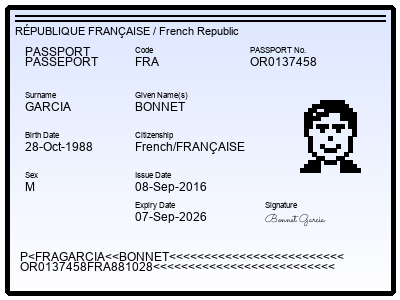 RÉPUBLIQUE FRANÇAISE / French Republic
PASSPORT
PASSEPORT
Code
FRA
PASSPORT No.
OR0137458
Surname
GARCIA
Given Name(s)
BONNET
Birth Date
28-Oct-1988
Citizenship
French/FRANÇAISE
Sex
M
Issue Date
08-Sep-2016
Expiry Date
07-Sep-2026
Signature
Bonnet Garcia
P<FRAGARCIA<<BONNET<<<<<<<<<<<<<<<<<<<<<<<<<
OR0137458FRA881028<<<<<<<<<<<<<<<<<<<<<<<<<<